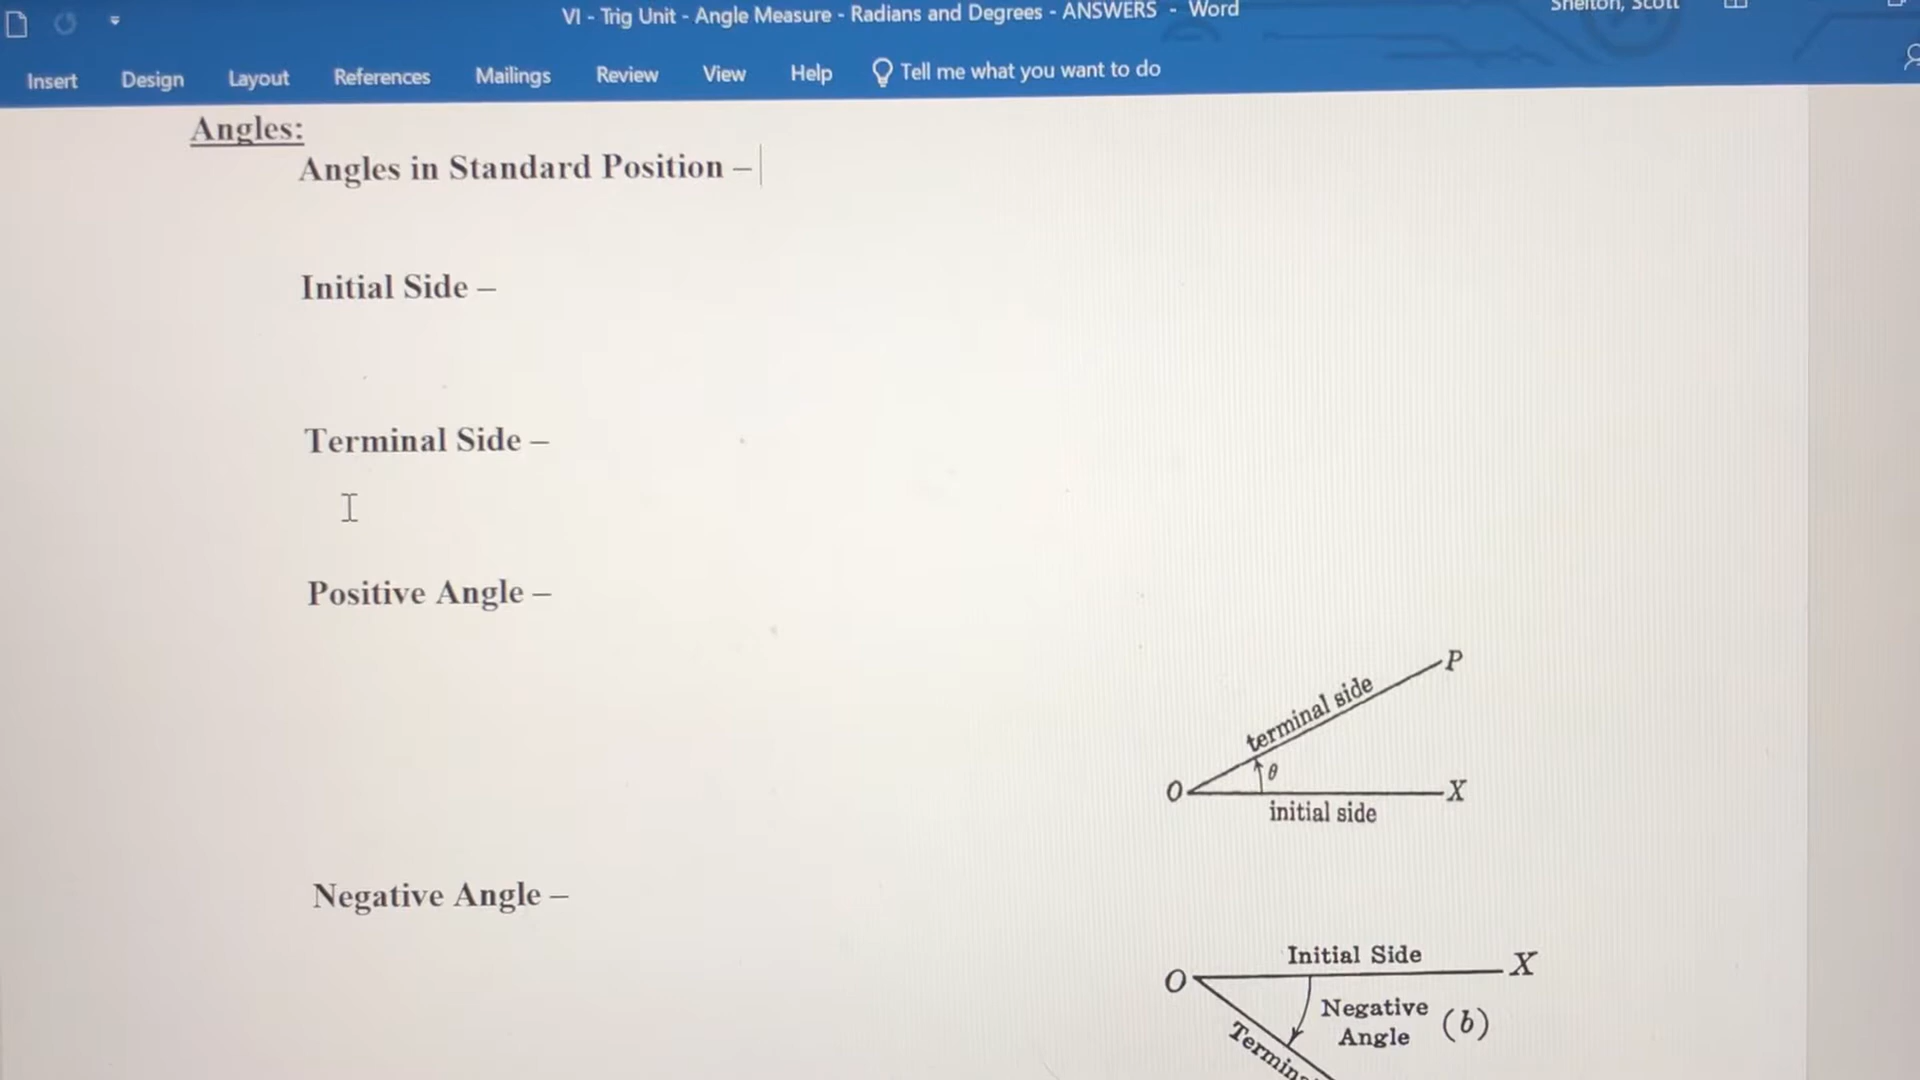 VI - Trig Unit - Angle Measure - Radians and Degrees - ANSWERS - Word
Shelton, Scott
Insert Design Layout References Mailings Review View Help Tell me what you want to do
Angles:
Angles in Standard Position –
Initial Side –
Terminal Side –
Positive Angle –
P
terminal side
θ
O
X
initial side
Negative Angle –
Initial Side
O
X
Negative
Angle
(b)